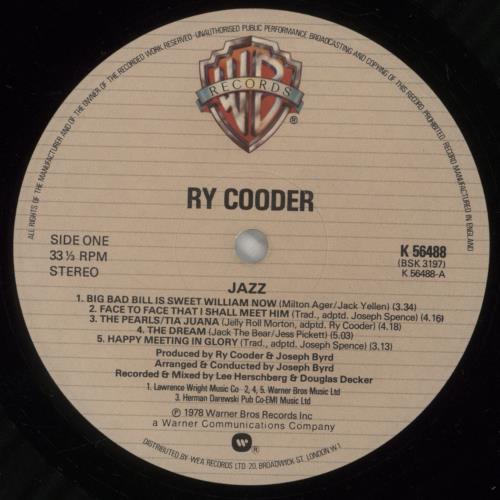 ALL RIGHTS OF THE MANUFACTURER AND OF THE OWNER OF THE RECORDED WORK RESERVED · UNAUTHORISED PUBLIC PERFORMANCE BROADCASTING AND COPYING OF THIS RECORD PROHIBITED · RECORD MANUFACTURED IN ENGLAND
WB
RECORDS
®
RY COODER
SIDE ONE
33⅓ RPM
STEREO
K 56488
(BSK 3197)
K 56488-A
JAZZ
1. BIG BAD BILL IS SWEET WILLIAM NOW (Milton Ager/Jack Yellen) (3.34)
2. FACE TO FACE THAT I SHALL MEET HIM (Trad., adptd. Joseph Spence) (4.16)
3. THE PEARLS/TIA JUANA (Jelly Roll Morton, adptd. Ry Cooder) (4.18)
4. THE DREAM (Jack The Bear/Jess Pickett) (5.03)
5. HAPPY MEETING IN GLORY (Trad., adptd. Joseph Spence) (3.13)
Produced by Ry Cooder & Joseph Byrd
Arranged & Conducted by Joseph Byrd
Recorded & Mixed by Lee Herschberg & Douglas Decker
1. Lawrence Wright Music Co · 2, 4, 5. Warner Bros Music Ltd
3. Herman Darewski Pub Co-EMI Music Ltd
℗ 1978 Warner Bros Records Inc
a Warner Communications Company
DISTRIBUTED BY WEA RECORDS LTD. 20, BROADWICK ST. LONDON W.1